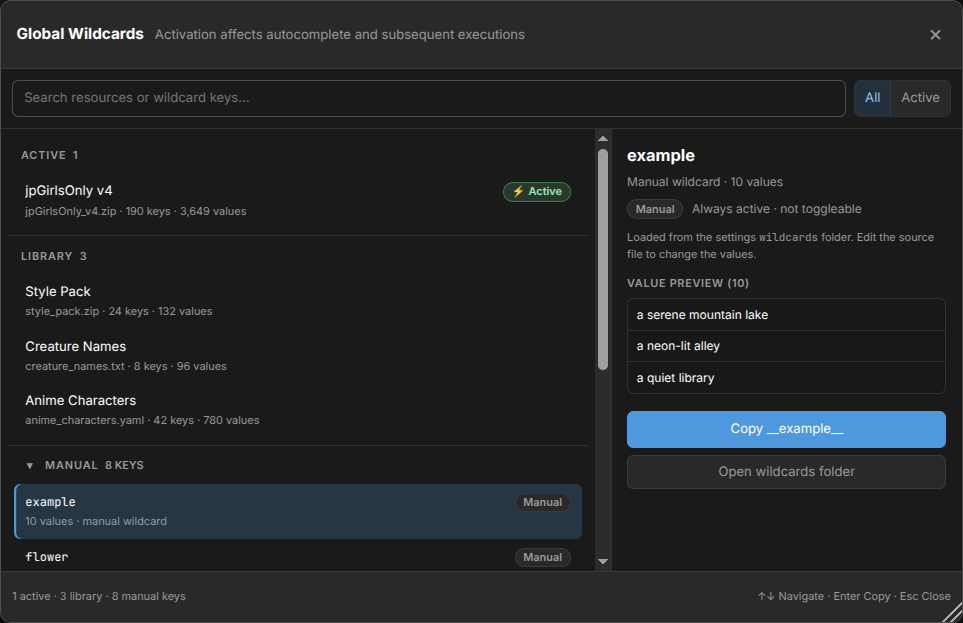 Global Wildcards Activation affects autocomplete and subsequent executions ×
Search resources or wildcard keys...
All Active
ACTIVE 1
jpGirlsOnly v4
⚡ Active
jpGirlsOnly_v4.zip · 190 keys · 3,649 values
LIBRARY 3
Style Pack
style_pack.zip · 24 keys · 132 values
Creature Names
creature_names.txt · 8 keys · 96 values
Anime Characters
anime_characters.yaml · 42 keys · 780 values
▼ MANUAL 8 KEYS
example
Manual
10 values · manual wildcard
flower
Manual
example
Manual wildcard · 10 values
Manual Always active · not toggleable
Loaded from the settings wildcards folder. Edit the source
file to change the values.
VALUE PREVIEW (10)
a serene mountain lake
a neon-lit alley
a quiet library
Copy __example__
Open wildcards folder
1 active · 3 library · 8 manual keys
↑↓ Navigate · Enter Copy · Esc Close